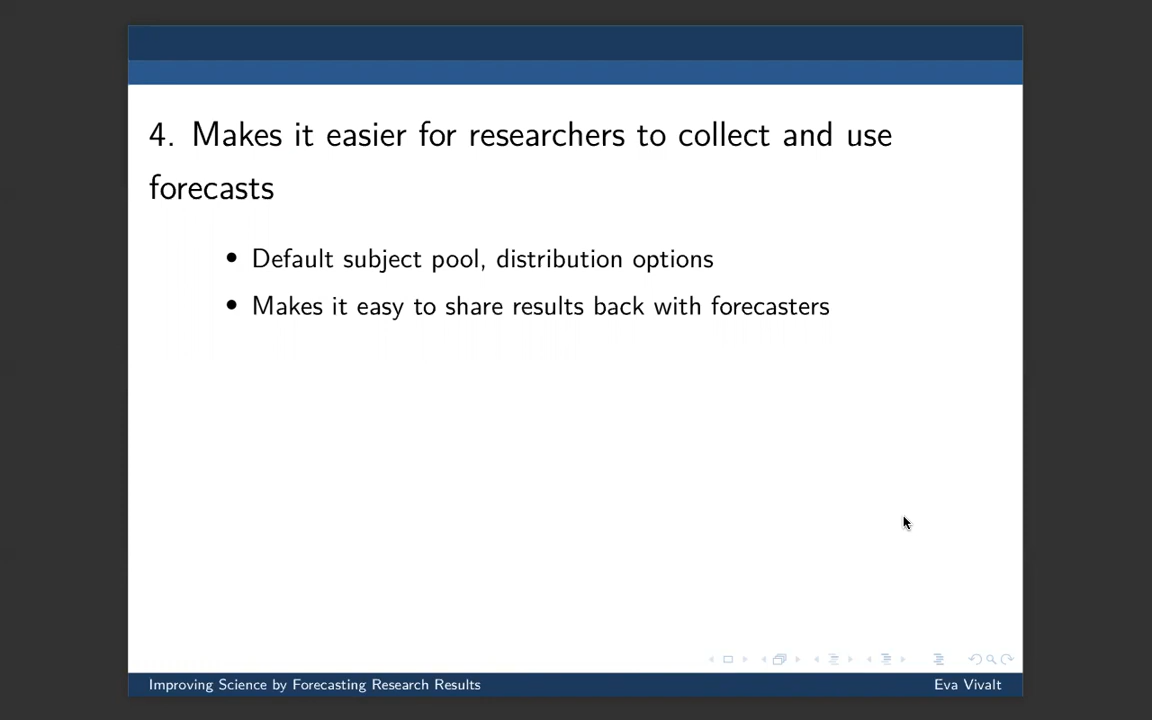 4. Makes it easier for researchers to collect and use
forecasts
• Default subject pool, distribution options
• Makes it easy to share results back with forecasters
Improving Science by Forecasting Research Results
Eva Vivalt